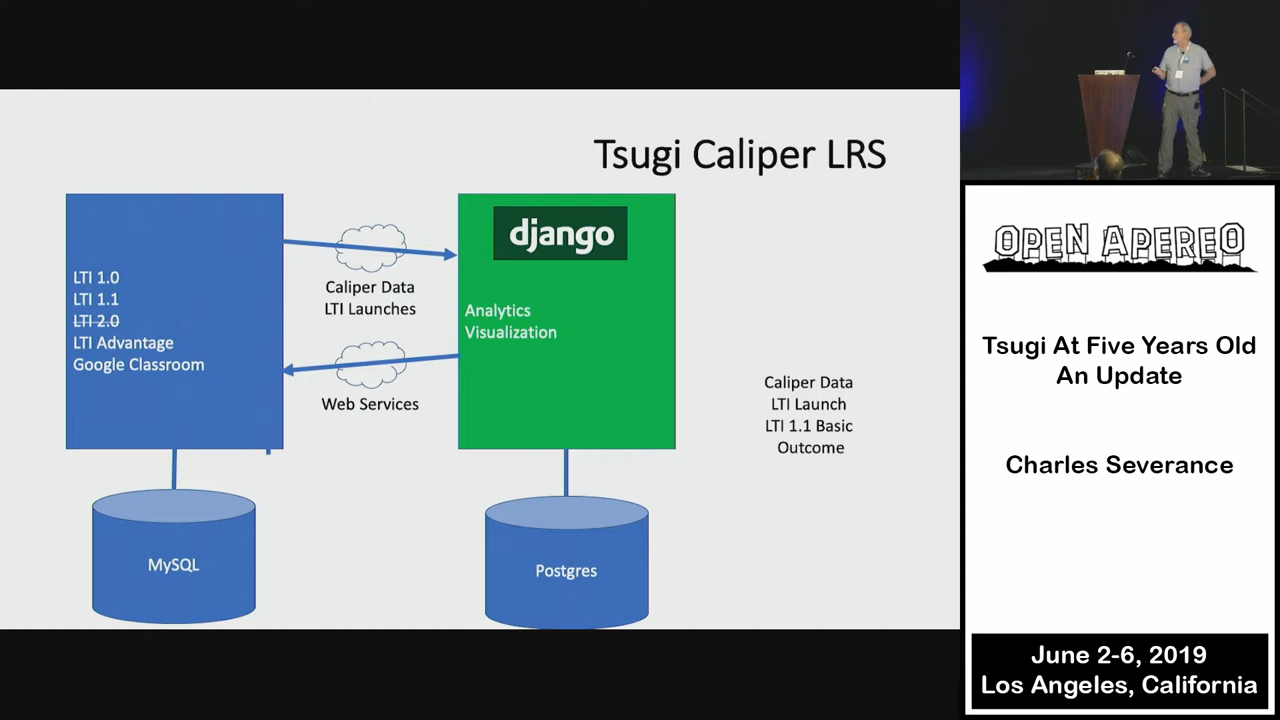 Tsugi Caliper LRS
django
LTI 1.0
LTI 1.1
LTI 2.0
LTI Advantage
Google Classroom
Caliper Data
LTI Launches
Analytics
Visualization
Web Services
Caliper Data
LTI Launch
LTI 1.1 Basic
Outcome
MySQL
Postgres
OPEN APEREO
Tsugi At Five Years Old
An Update
Charles Severance
June 2-6, 2019
Los Angeles, California